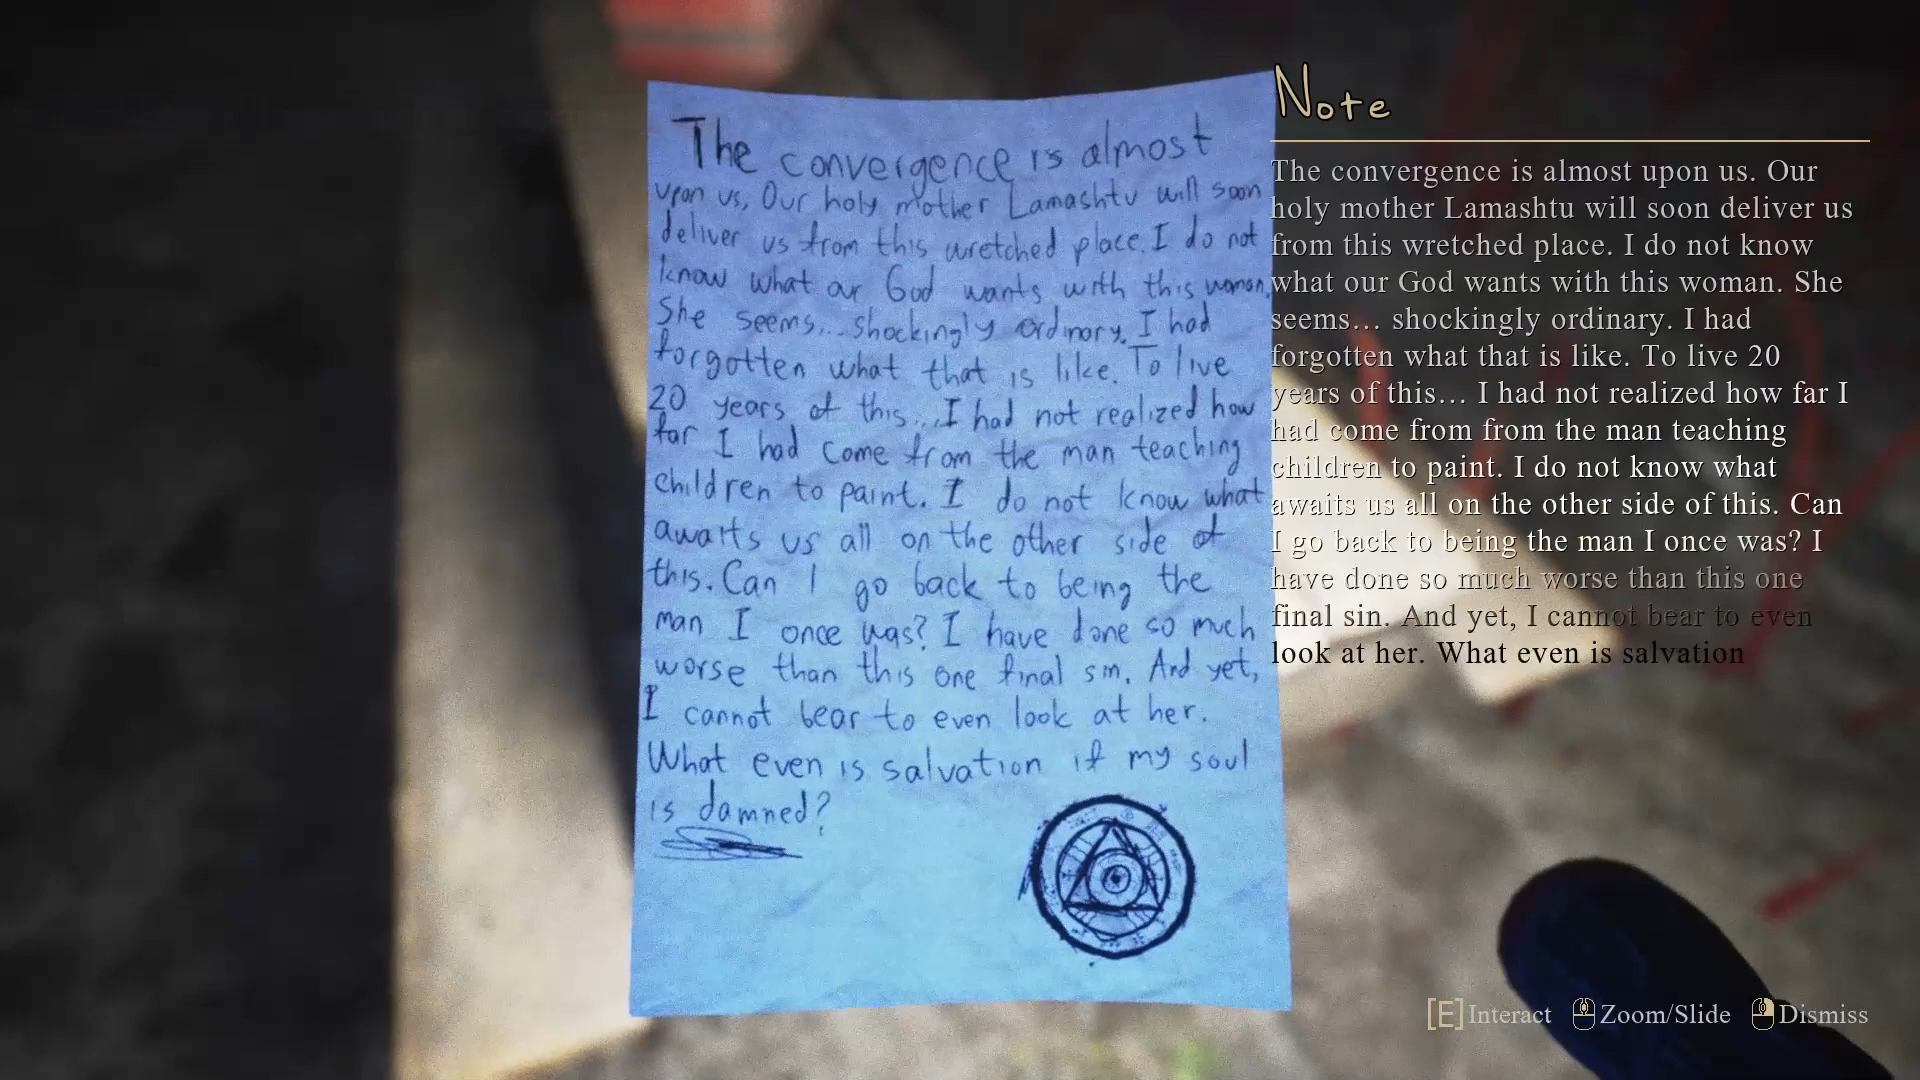 The convergence is almost
upon us. Our holy mother Lamashtu will soon
deliver us from this wretched place. I do not
know what our God wants with this woman.
She seems... shockingly ordinary. I had
forgotten what that is like. To live
20 years of this... I had not realized how
far I had come from the man teaching
children to paint. I do not know what
awaits us all on the other side of
this. Can I go back to being the
man I once was? I have done so much
worse than this one final sin. And yet,
I cannot bear to even look at her.
What even is salvation if my soul
is damned?
Note
The convergence is almost upon us. Our
holy mother Lamashtu will soon deliver us
from this wretched place. I do not know
what our God wants with this woman. She
seems… shockingly ordinary. I had
forgotten what that is like. To live 20
years of this… I had not realized how far I
had come from from the man teaching
children to paint. I do not know what
awaits us all on the other side of this. Can
I go back to being the man I once was? I
have done so much worse than this one
final sin. And yet, I cannot bear to even
look at her. What even is salvation
[E] Interact Zoom/Slide Dismiss